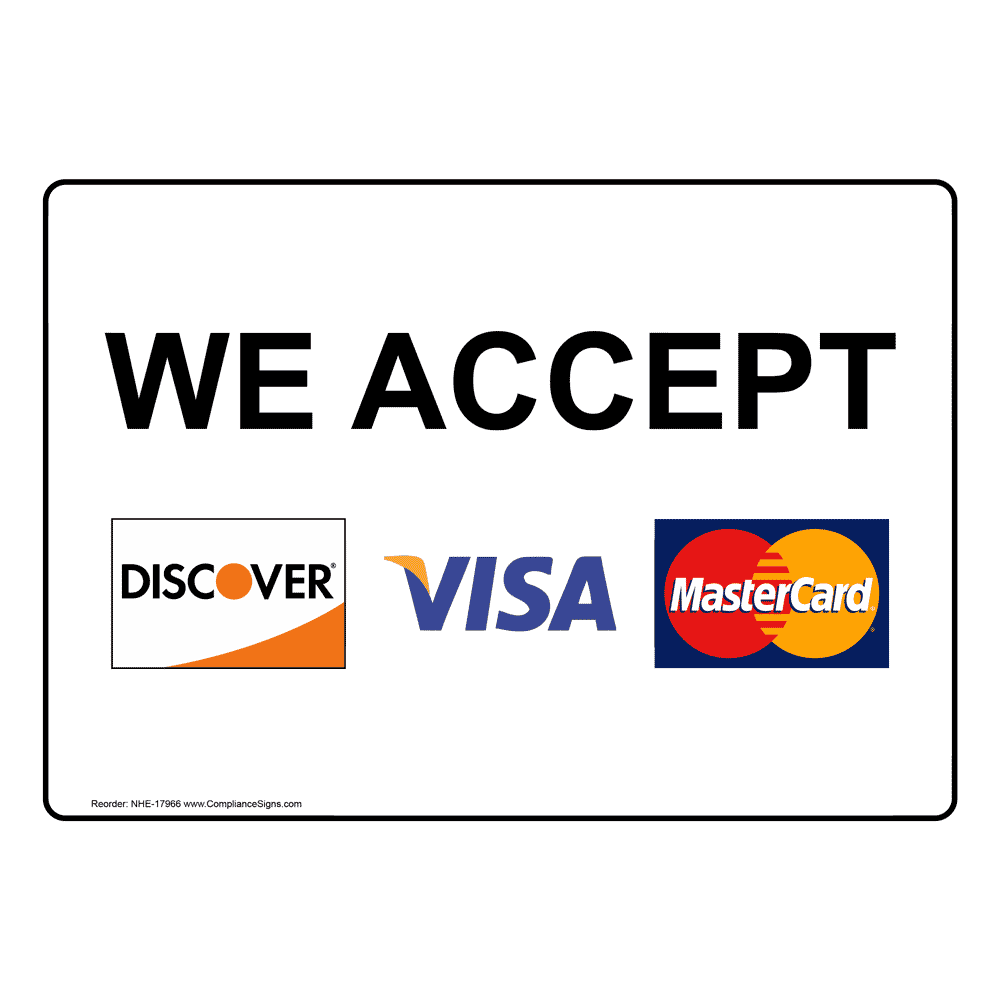 WE ACCEPT
DISCOVER® VISA MasterCard®
Reorder: NHE-17966 www.ComplianceSigns.com